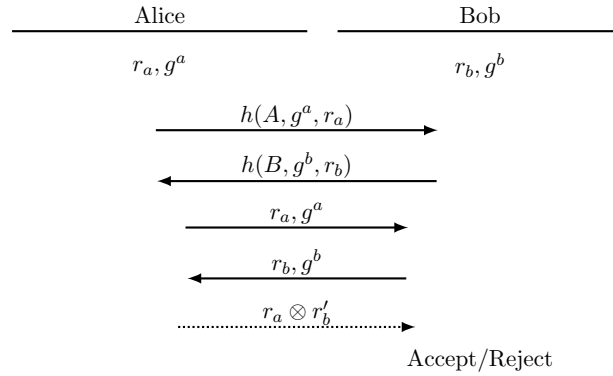 Alice Bob
r_a, g^a r_b, g^b
h(A, g^a, r_a)
h(B, g^b, r_b)
r_a, g^a
r_b, g^b
r_a ⊗ r'_b
Accept/Reject